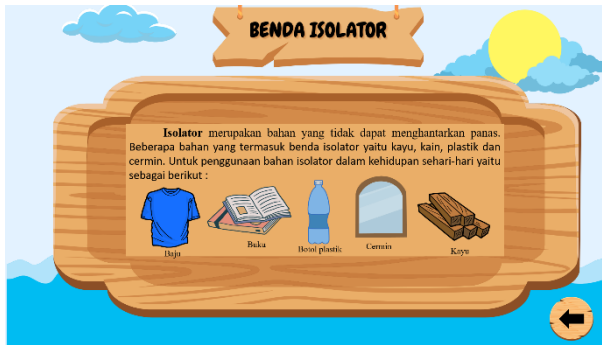 BENDA ISOLATOR
Isolator merupakan bahan yang tidak dapat menghantarkan panas.
Beberapa bahan yang termasuk benda isolator yaitu kayu, kain, plastik dan
cermin. Untuk penggunaan bahan isolator dalam kehidupan sehari-hari yaitu
sebagai berikut :
Baju
Buku
Botol plastik
Cermin
Kayu